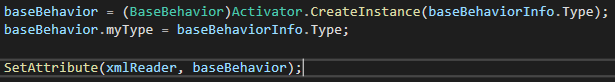 baseBehavior = (BaseBehavior)Activator.CreateInstance(baseBehaviorInfo.Type);
baseBehavior.myType = baseBehaviorInfo.Type;
SetAttribute(xmlReader, baseBehavior);